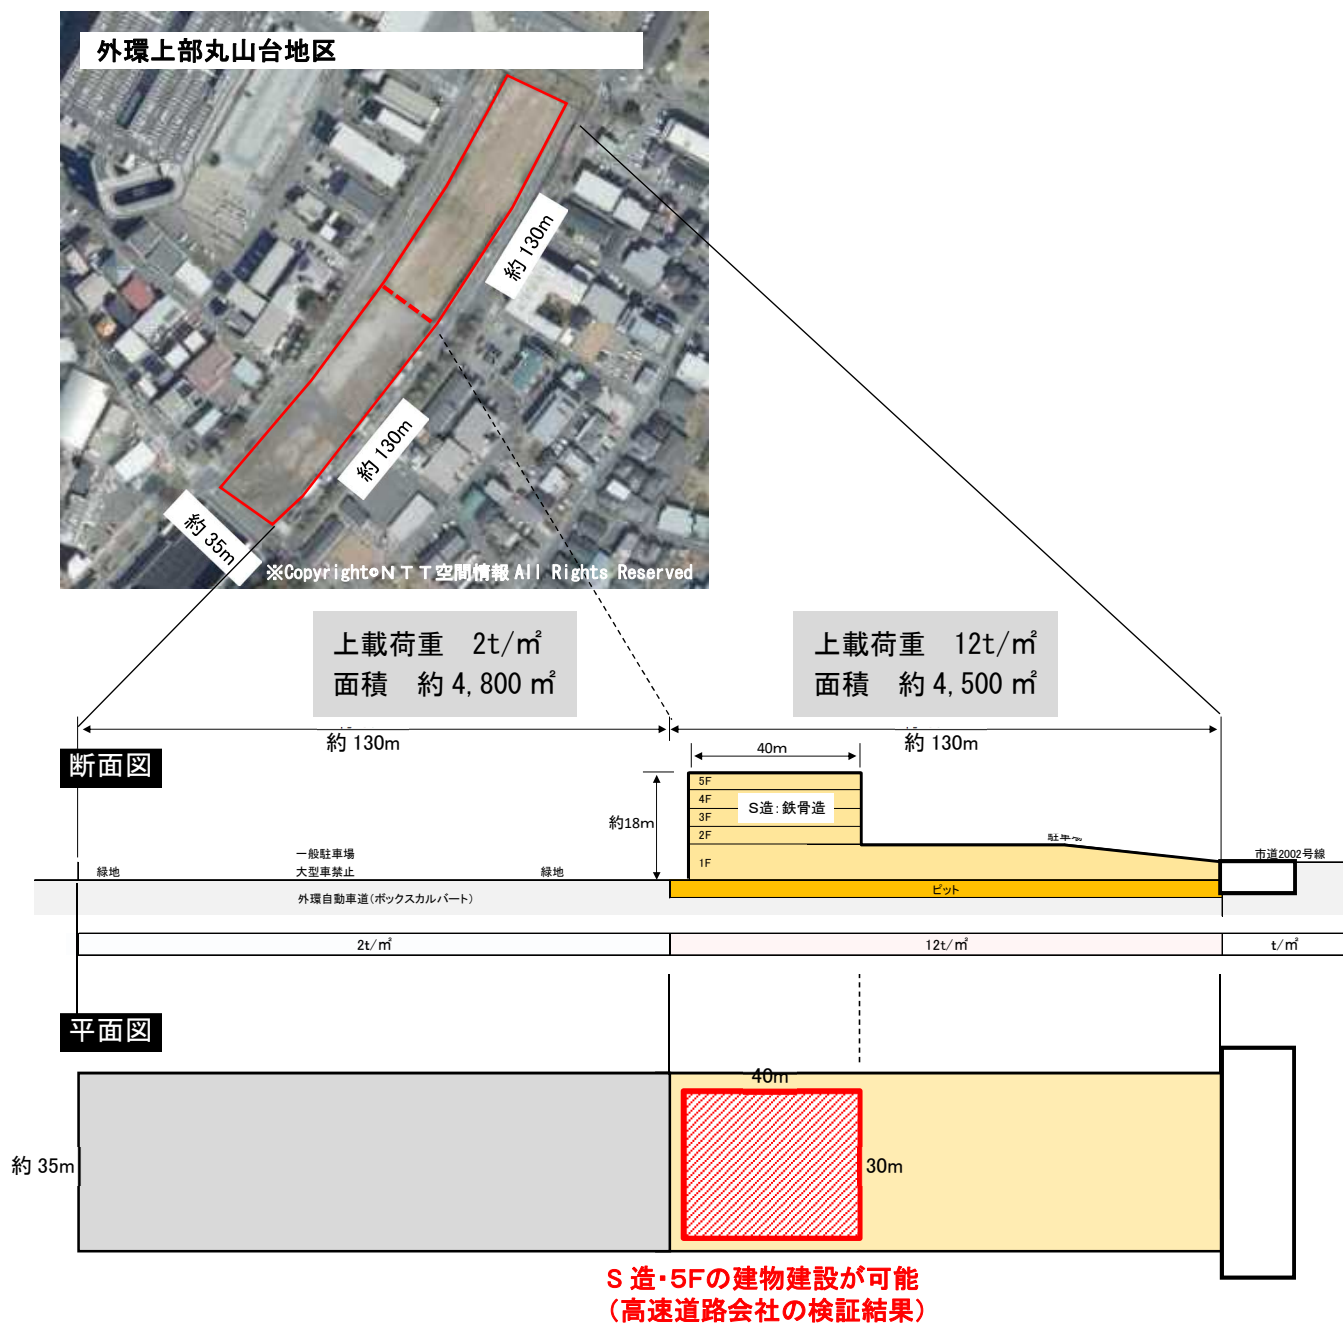 外環上部丸山台地区
約 130m
約 130m
約 35m
※Copyright©ＮＴＴ空間情報 All Rights Reserved
上載荷重　2t/㎡
面積　約 4,800 ㎡
上載荷重　12t/㎡
面積　約 4,500 ㎡
約 130m
約 130m
断面図
40m
5F
4F
3F
2F
1F
S造：鉄骨造
約18m
駐車場
市道2002号線
緑地
一般駐車場
大型車禁止
緑地
外環自動車道（ボックスカルバート）
ピット
2t/㎡
12t/㎡
t/㎡
平面図
40m
約 35m
30m
S 造・5Fの建物建設が可能
（高速道路会社の検証結果）